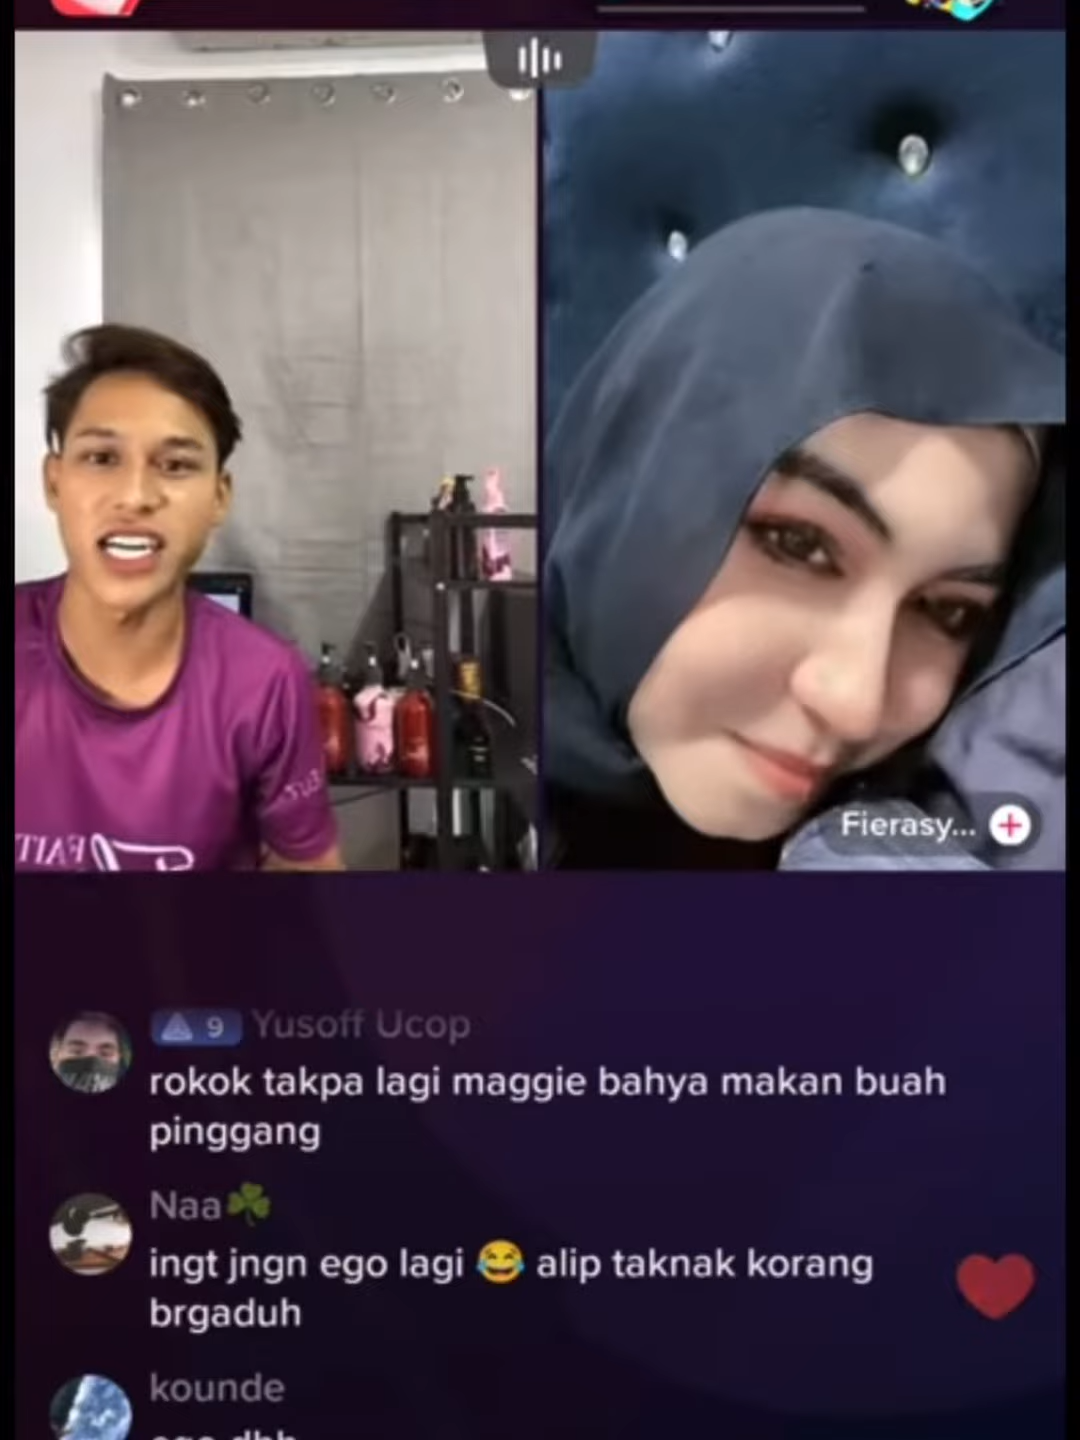 Fierasy...
9 Yusoff Ucop
rokok takpa lagi maggie bahya makan buah
pinggang
Naa☘️
ingt jngn ego lagi 😂 alip taknak korang
brgaduh
kounde